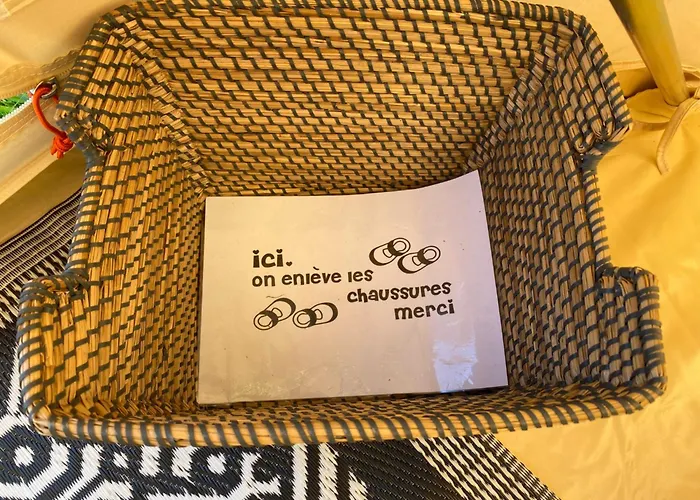 ici.
on enlève les
chaussures
merci